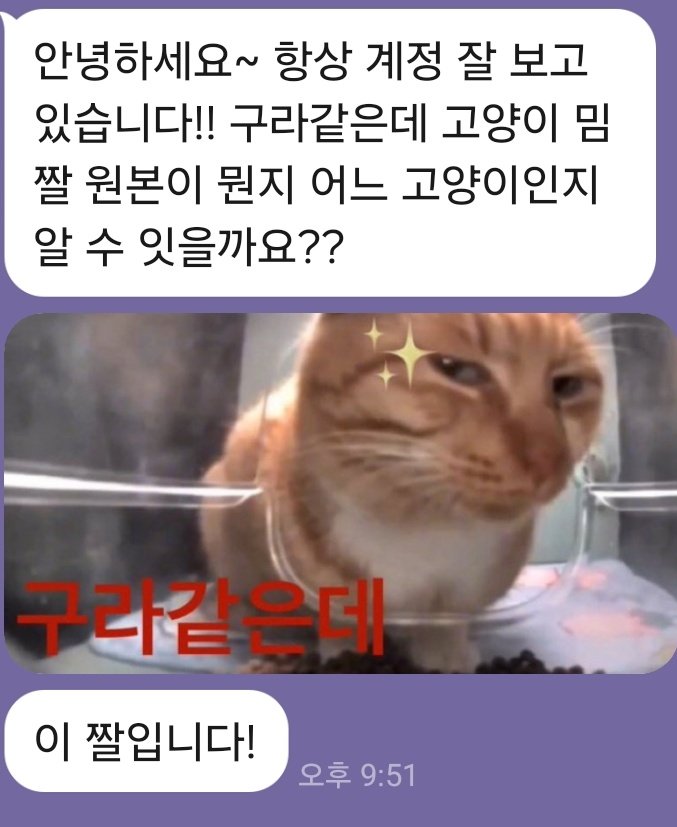 안녕하세요~ 항상 계정 잘 보고
있습니다!! 구라같은데 고양이 밈
짤 원본이 뭔지 어느 고양이인지
알 수 잇을까요??
구라같은데
이 짤입니다!
오후 9:51